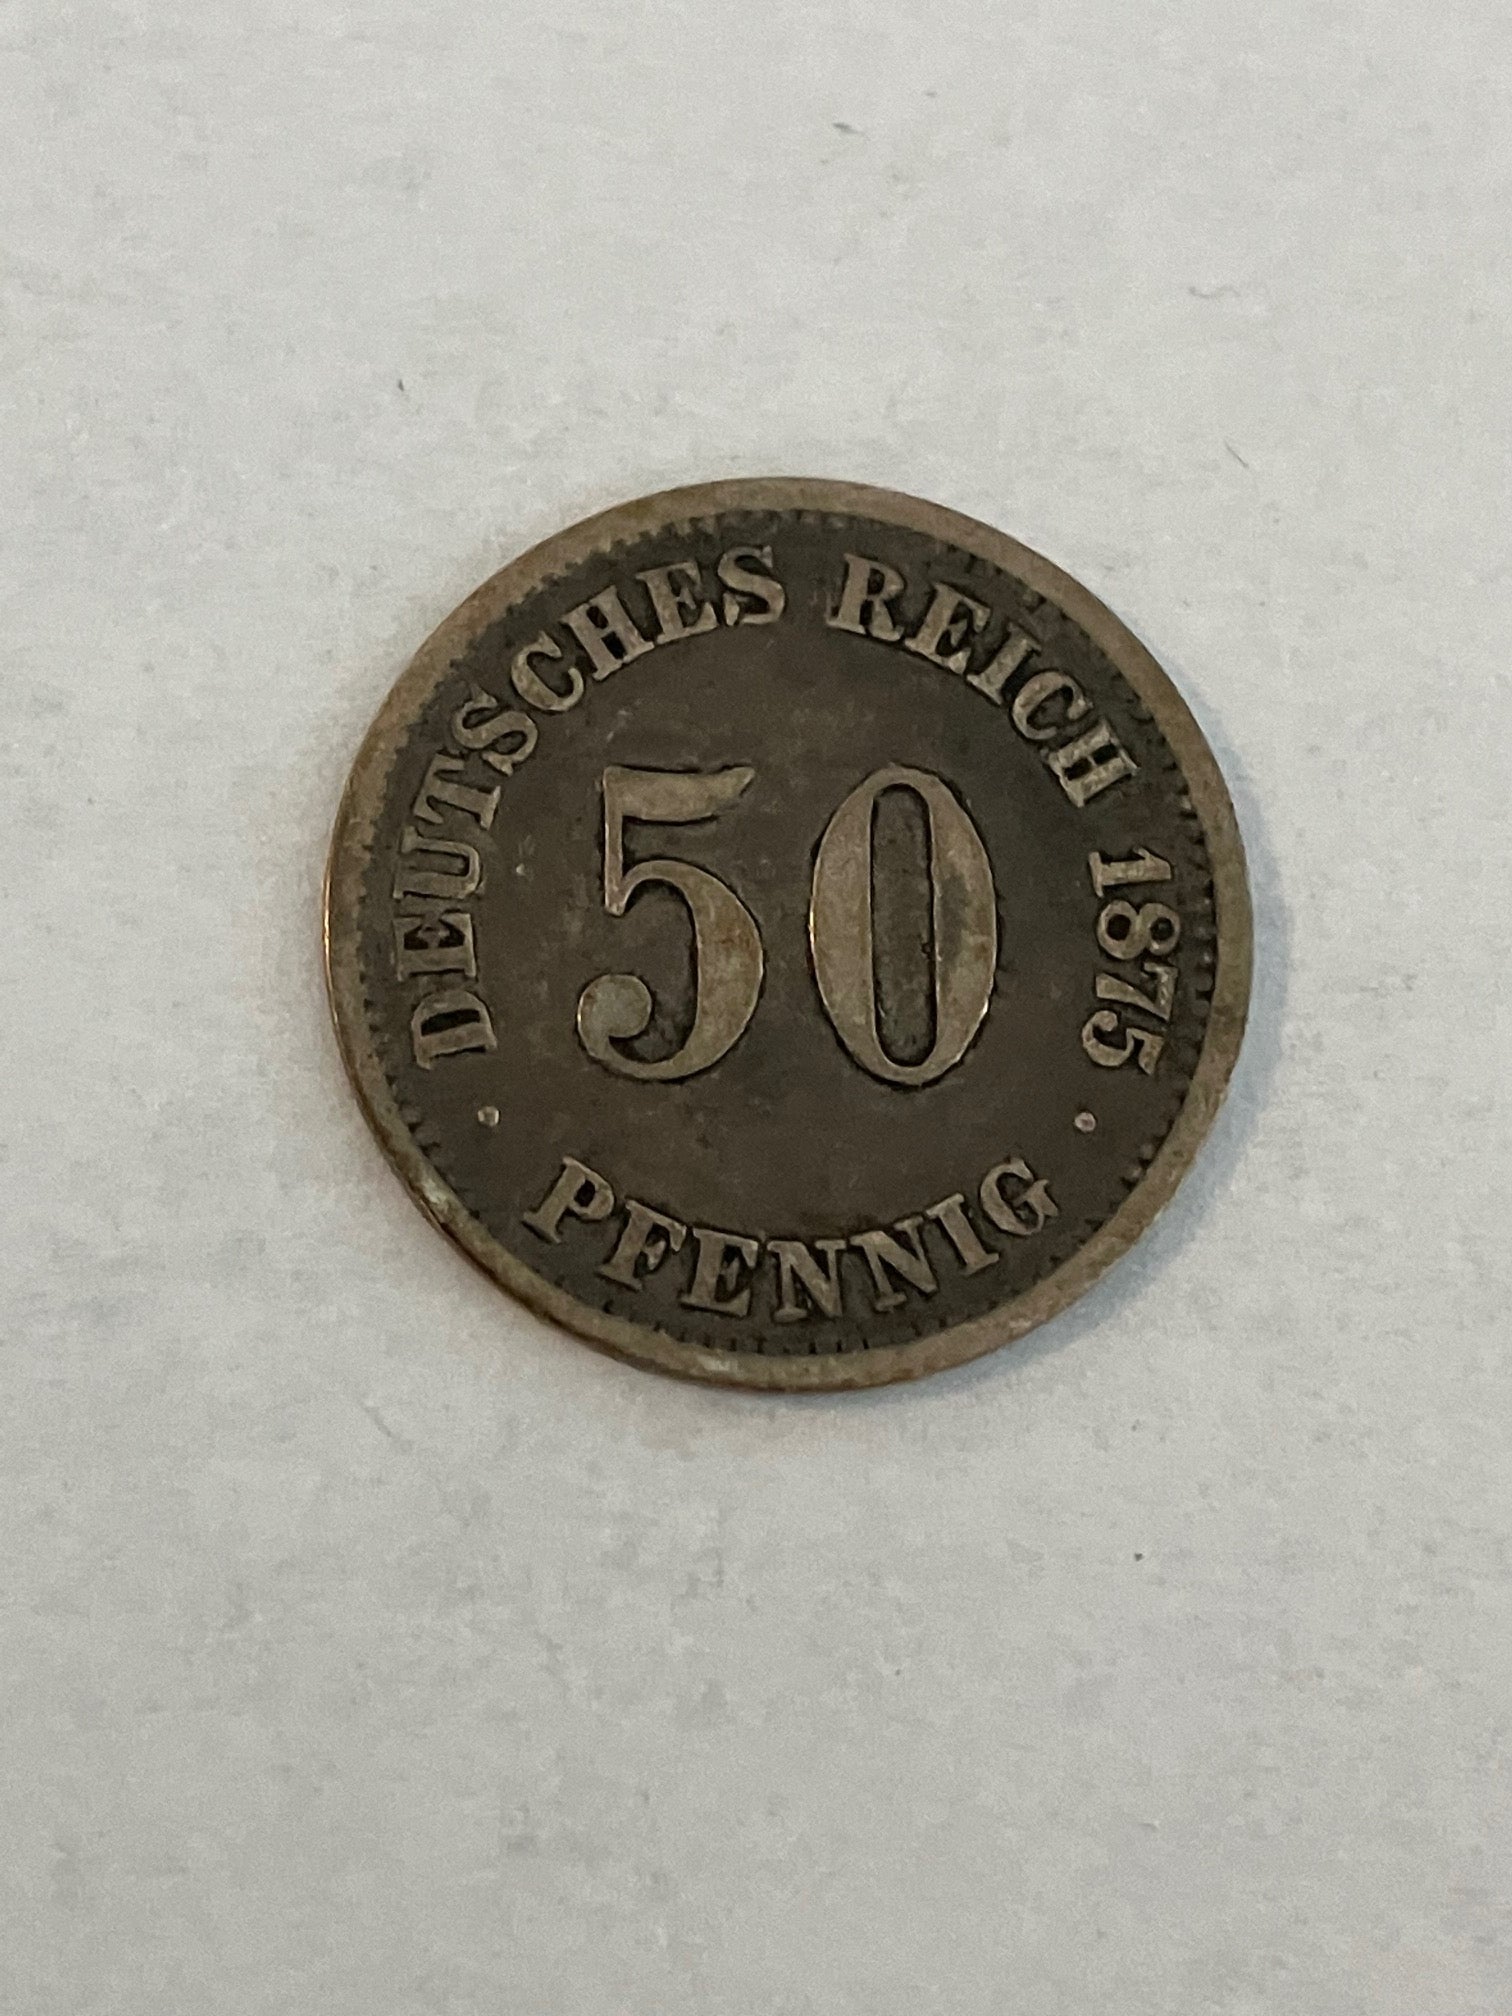 DEUTSCHES REICH 1875
50
· PFENNIG ·